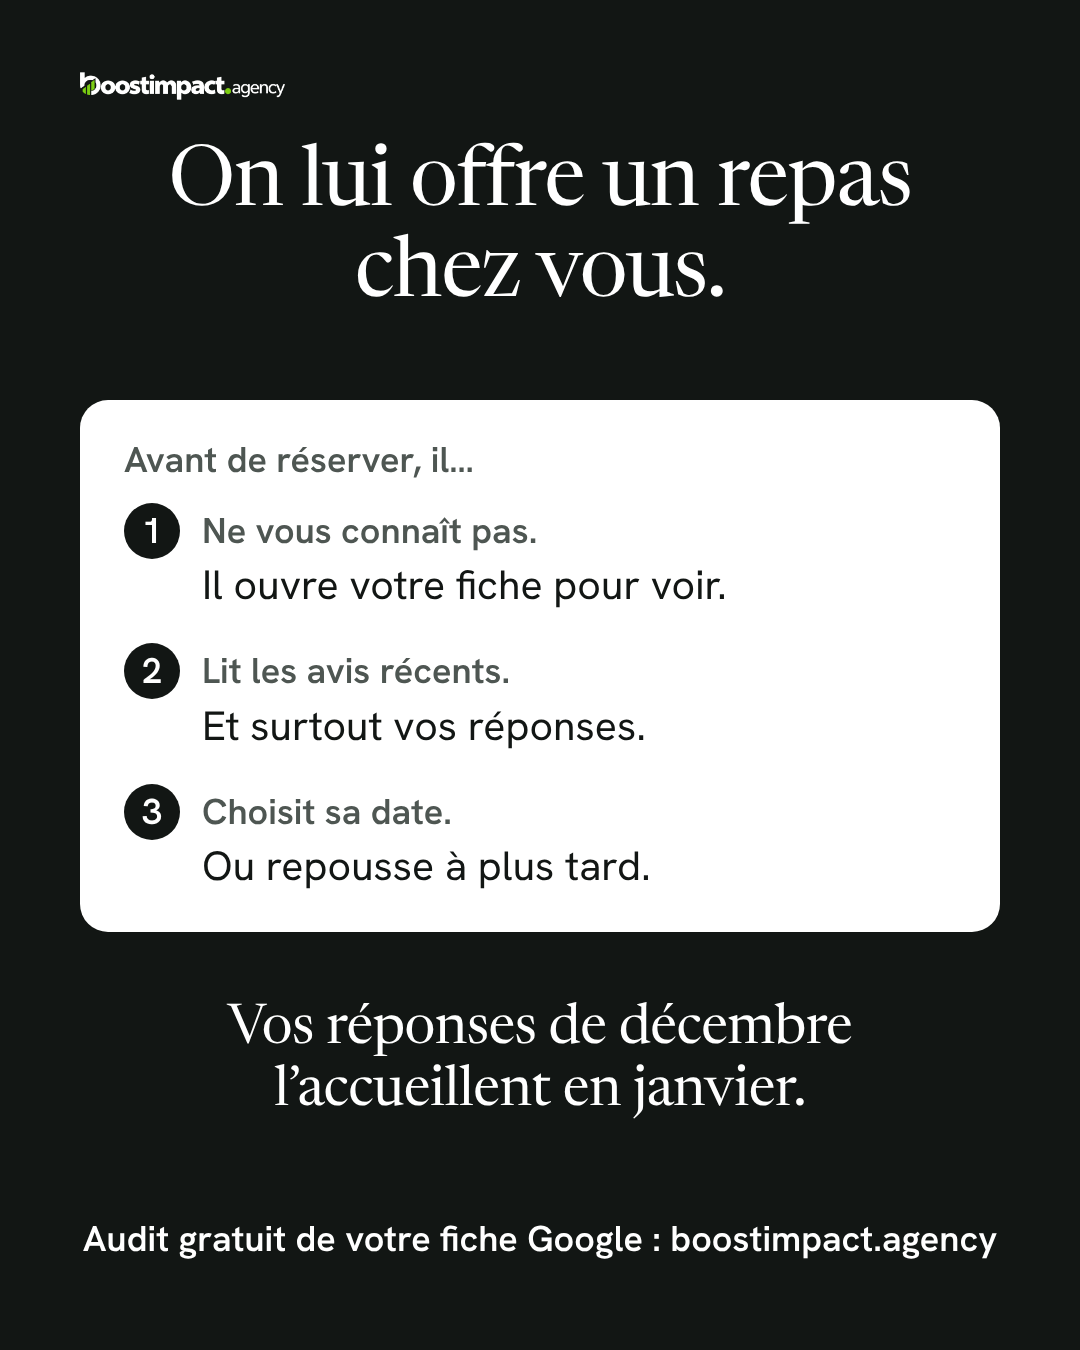 boostimpact.agency
On lui offre un repas
chez vous.
Avant de réserver, il...
1 Ne vous connaît pas.
Il ouvre votre fiche pour voir.
2 Lit les avis récents.
Et surtout vos réponses.
3 Choisit sa date.
Ou repousse à plus tard.
Vos réponses de décembre
l’accueillent en janvier.
Audit gratuit de votre fiche Google : boostimpact.agency